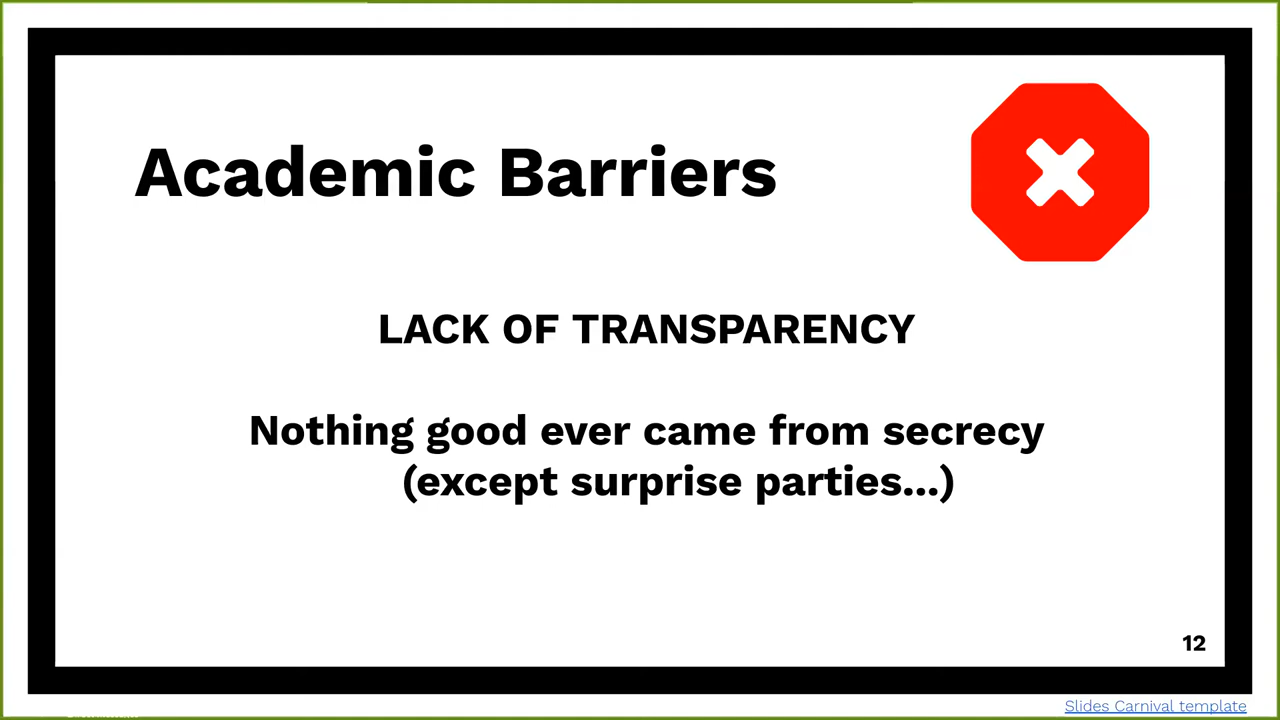 Academic Barriers
LACK OF TRANSPARENCY
Nothing good ever came from secrecy
(except surprise parties...)
12
Slides Carnival template